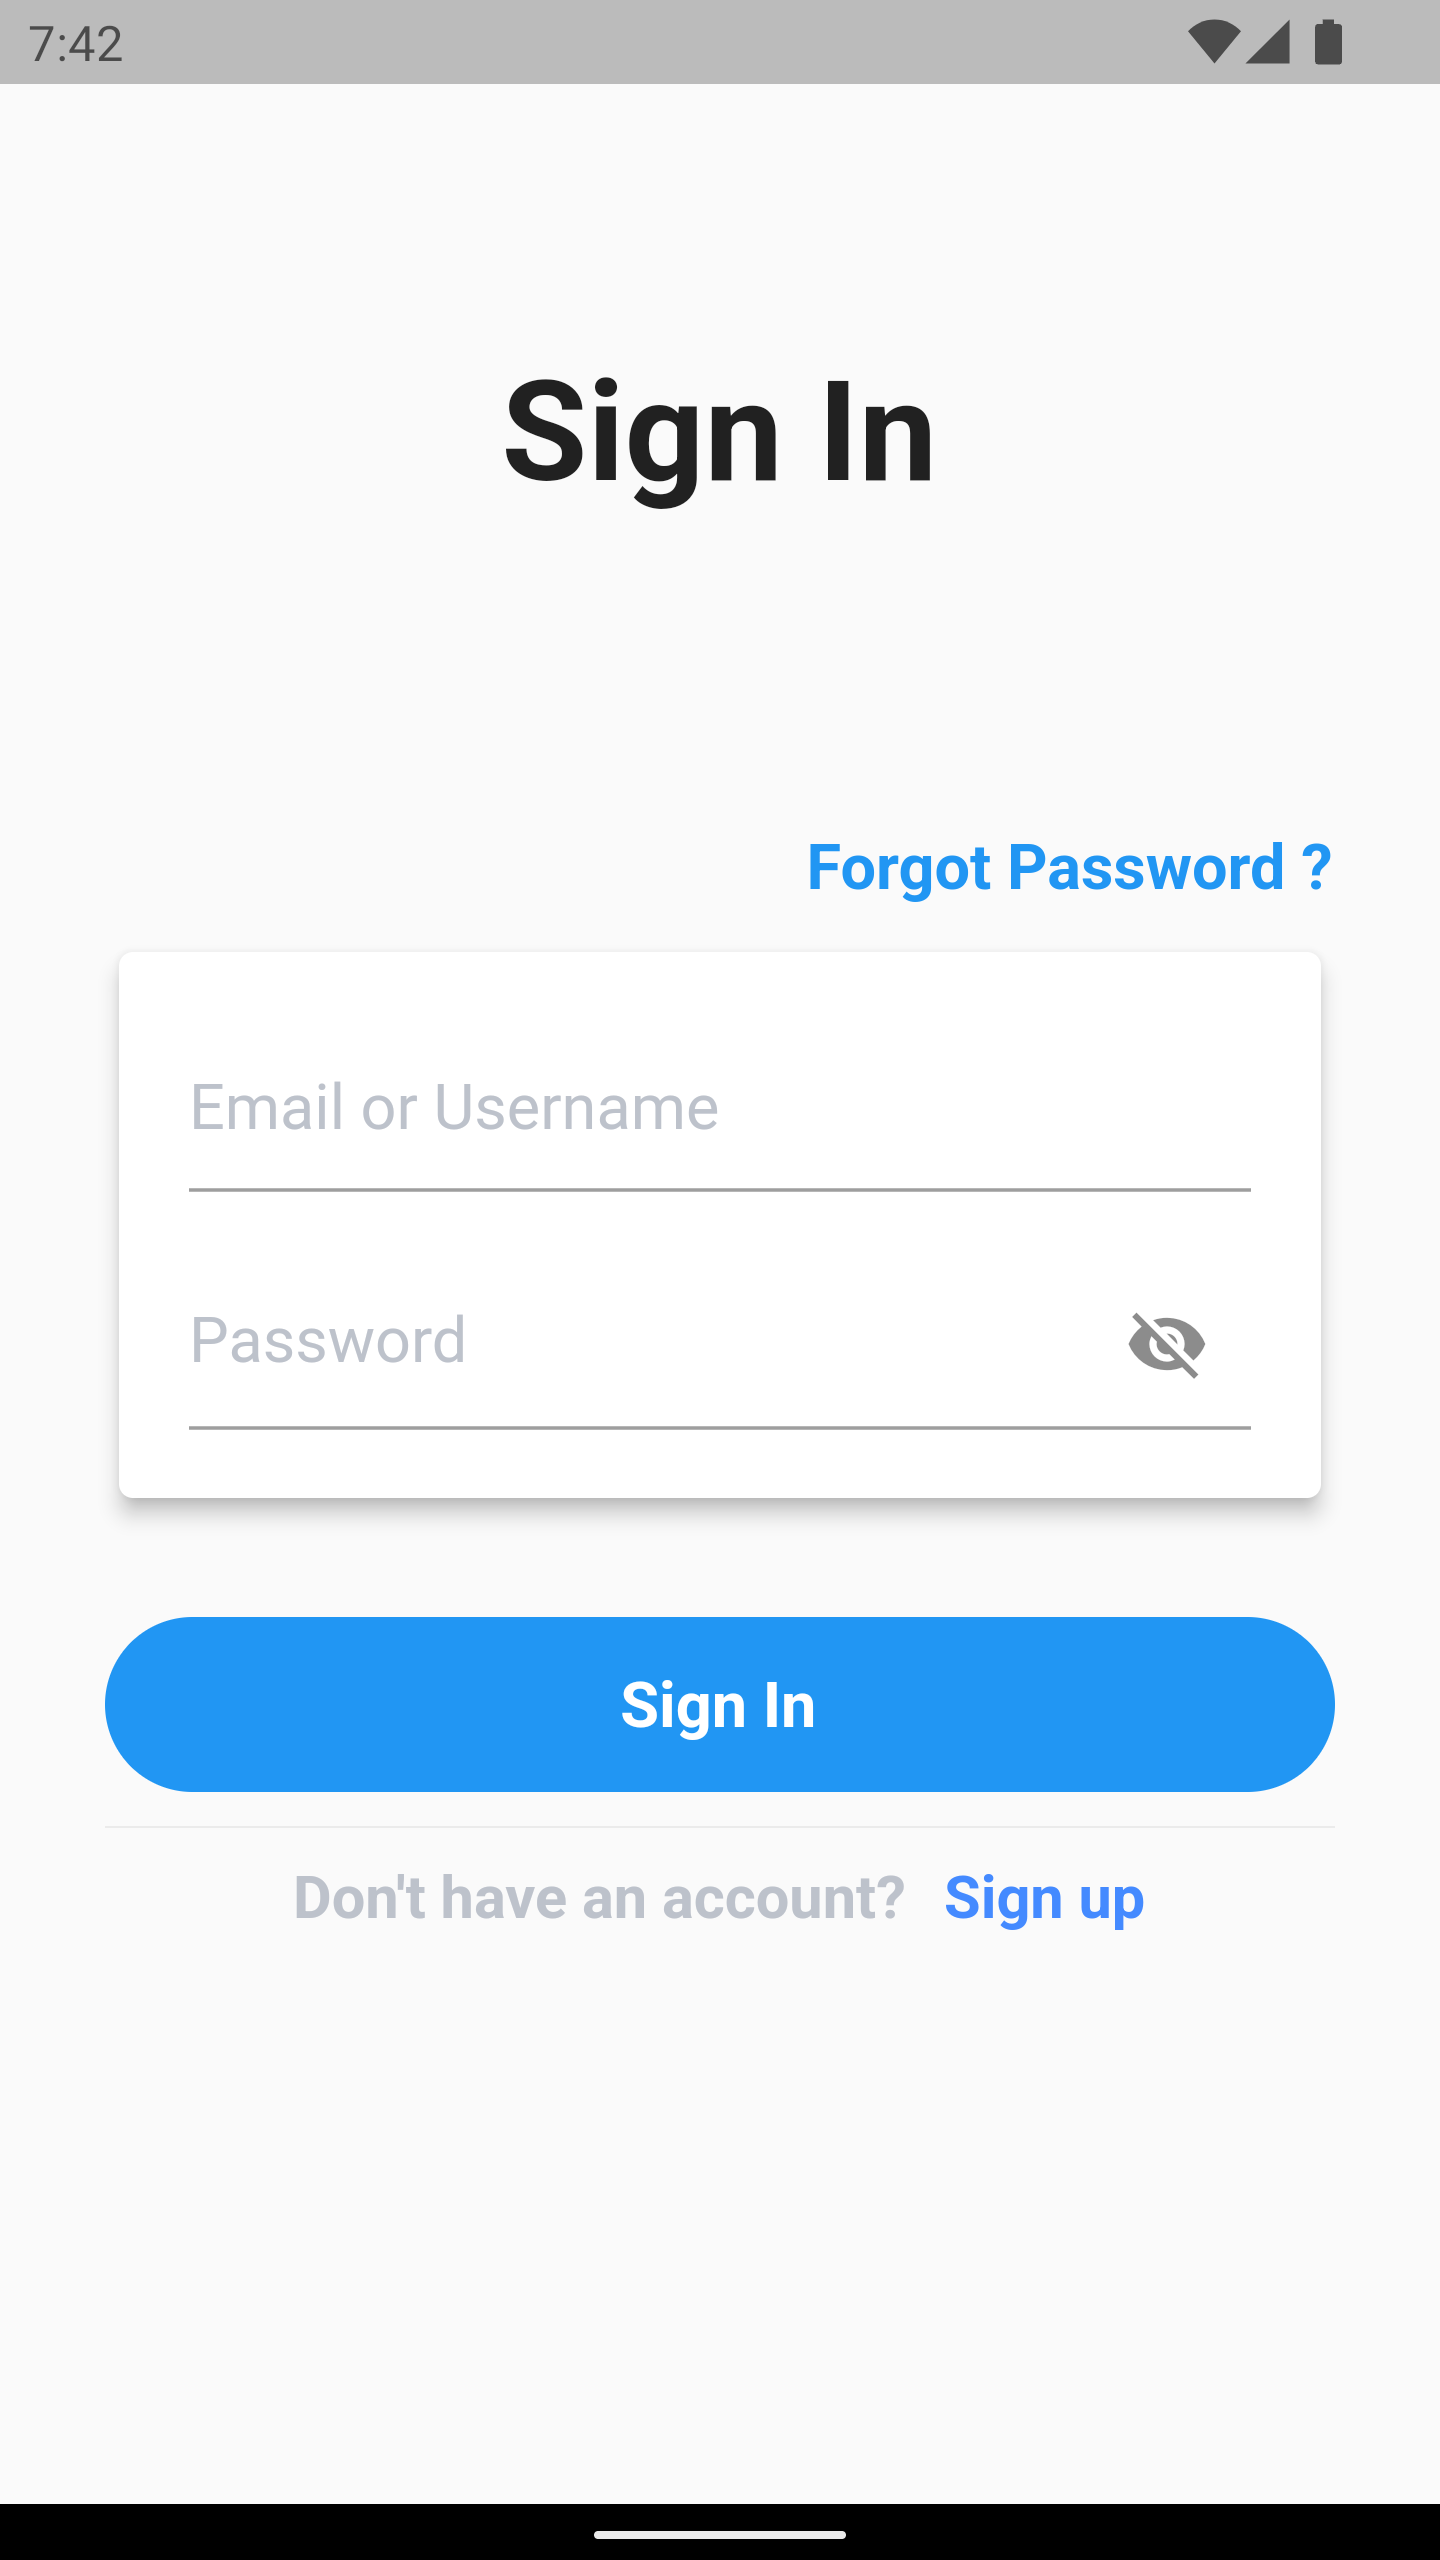 7:42
Sign In
Forgot Password ?
Email or Username
Password
Sign In
Don't have an account? Sign up